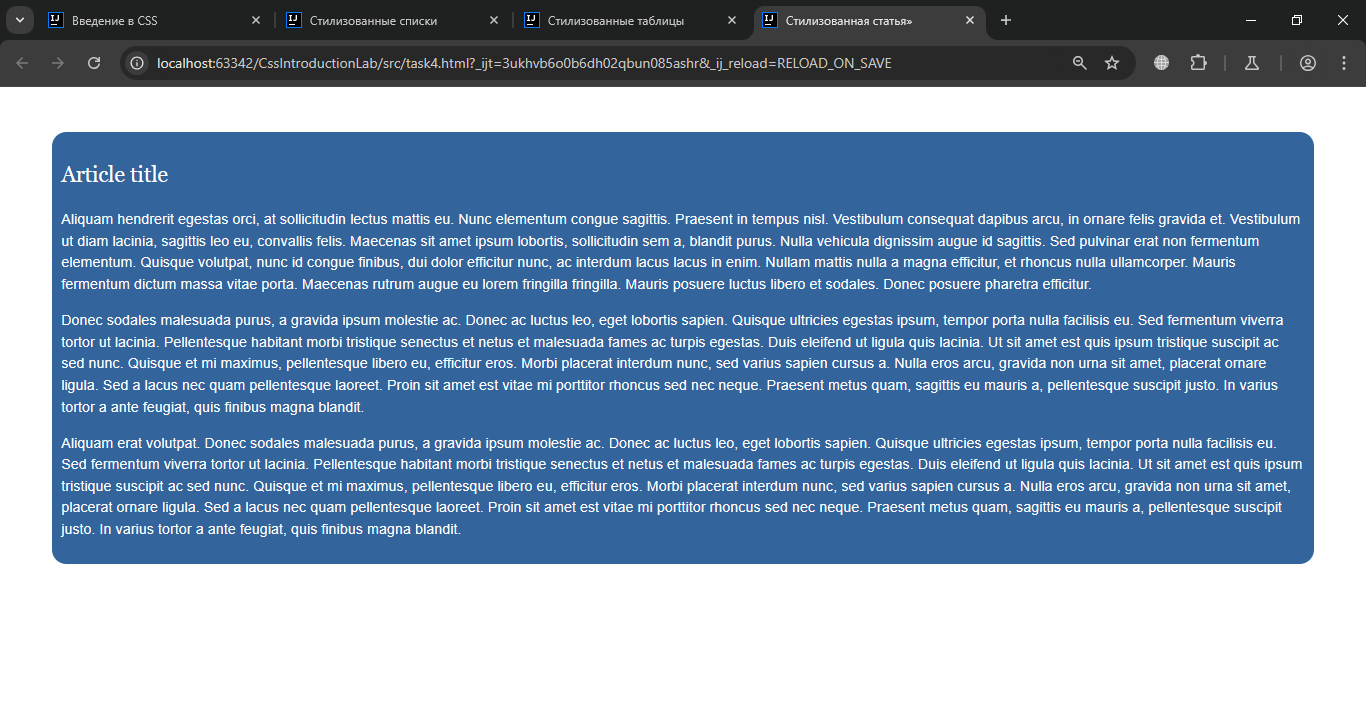 Введение в CSS
Стилизованные списки
Стилизованные таблицы
Стилизованная статья»
localhost:63342/CssIntroductionLab/src/task4.html?_ijt=3ukhvb6o0b6dh02qbun085ashr&_ij_reload=RELOAD_ON_SAVE
Article title
Aliquam hendrerit egestas orci, at sollicitudin lectus mattis eu. Nunc elementum congue sagittis. Praesent in tempus nisl. Vestibulum consequat dapibus arcu, in ornare felis gravida et. Vestibulum
ut diam lacinia, sagittis leo eu, convallis felis. Maecenas sit amet ipsum lobortis, sollicitudin sem a, blandit purus. Nulla vehicula dignissim augue id sagittis. Sed pulvinar erat non fermentum
elementum. Quisque volutpat, nunc id congue finibus, dui dolor efficitur nunc, ac interdum lacus lacus in enim. Nullam mattis nulla a magna efficitur, et rhoncus nulla ullamcorper. Mauris
fermentum dictum massa vitae porta. Maecenas rutrum augue eu lorem fringilla fringilla. Mauris posuere luctus libero et sodales. Donec posuere pharetra efficitur.
Donec sodales malesuada purus, a gravida ipsum molestie ac. Donec ac luctus leo, eget lobortis sapien. Quisque ultricies egestas ipsum, tempor porta nulla facilisis eu. Sed fermentum viverra
tortor ut lacinia. Pellentesque habitant morbi tristique senectus et netus et malesuada fames ac turpis egestas. Duis eleifend ut ligula quis lacinia. Ut sit amet est quis ipsum tristique suscipit ac
sed nunc. Quisque et mi maximus, pellentesque libero eu, efficitur eros. Morbi placerat interdum nunc, sed varius sapien cursus a. Nulla eros arcu, gravida non urna sit amet, placerat ornare
ligula. Sed a lacus nec quam pellentesque laoreet. Proin sit amet est vitae mi porttitor rhoncus sed nec neque. Praesent metus quam, sagittis eu mauris a, pellentesque suscipit justo. In varius
tortor a ante feugiat, quis finibus magna blandit.
Aliquam erat volutpat. Donec sodales malesuada purus, a gravida ipsum molestie ac. Donec ac luctus leo, eget lobortis sapien. Quisque ultricies egestas ipsum, tempor porta nulla facilisis eu.
Sed fermentum viverra tortor ut lacinia. Pellentesque habitant morbi tristique senectus et netus et malesuada fames ac turpis egestas. Duis eleifend ut ligula quis lacinia. Ut sit amet est quis ipsum
tristique suscipit ac sed nunc. Quisque et mi maximus, pellentesque libero eu, efficitur eros. Morbi placerat interdum nunc, sed varius sapien cursus a. Nulla eros arcu, gravida non urna sit amet,
placerat ornare ligula. Sed a lacus nec quam pellentesque laoreet. Proin sit amet est vitae mi porttitor rhoncus sed nec neque. Praesent metus quam, sagittis eu mauris a, pellentesque suscipit
justo. In varius tortor a ante feugiat, quis finibus magna blandit.